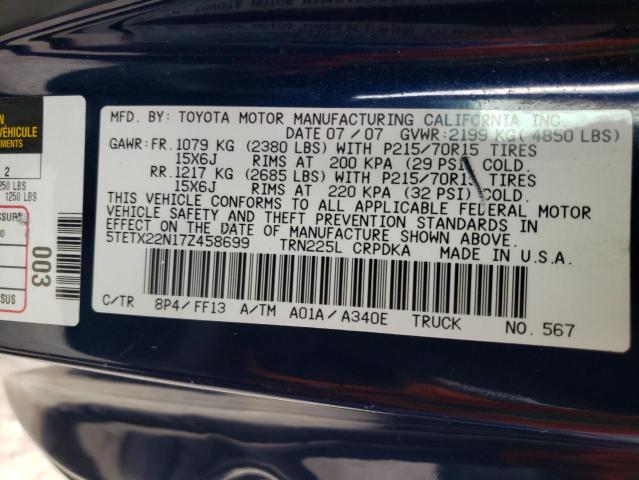 MFD. BY: TOYOTA MOTOR MANUFACTURING CALIFORNIA INC.
DATE 07/07 GVWR: 2199 KG( 4850 LBS)
GAWR: FR. 1079 KG (2380 LBS) WITH P215/70R15 TIRES
15X6J RIMS AT 200 KPA (29 PSI) COLD.
RR. 1217 KG (2685 LBS) WITH P215/70R15 TIRES
15X6J RIMS AT 220 KPA (32 PSI) COLD.
THIS VEHICLE CONFORMS TO ALL APPLICABLE FEDERAL MOTOR
VEHICLE SAFETY AND THEFT PREVENTION STANDARDS IN
EFFECT ON THE DATE OF MANUFACTURE SHOWN ABOVE.
5TETX22N17Z458699 TRN225L CRPDKA MADE IN U.S.A.
C/TR 8P4/FF13 A/TM A01A/A340E TRUCK NO. 567
VÉHICULE
2
250 LBS
1250 LBS
003